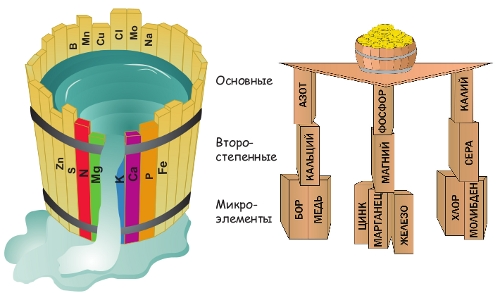 B
Mn
Cu
Cl
Mo
Na
Zn
S
N
Mg
K
Ca
P
Fe
Основные
Второ-
степенные
Микро-
элементы
АЗОТ
ФОСФОР
КАЛИЙ
КАЛЬЦИЙ
МАГНИЙ
СЕРА
БОР
МЕДЬ
ЦИНК
МАРГАНЕЦ
ЖЕЛЕЗО
ХЛОР
МОЛИБДЕН